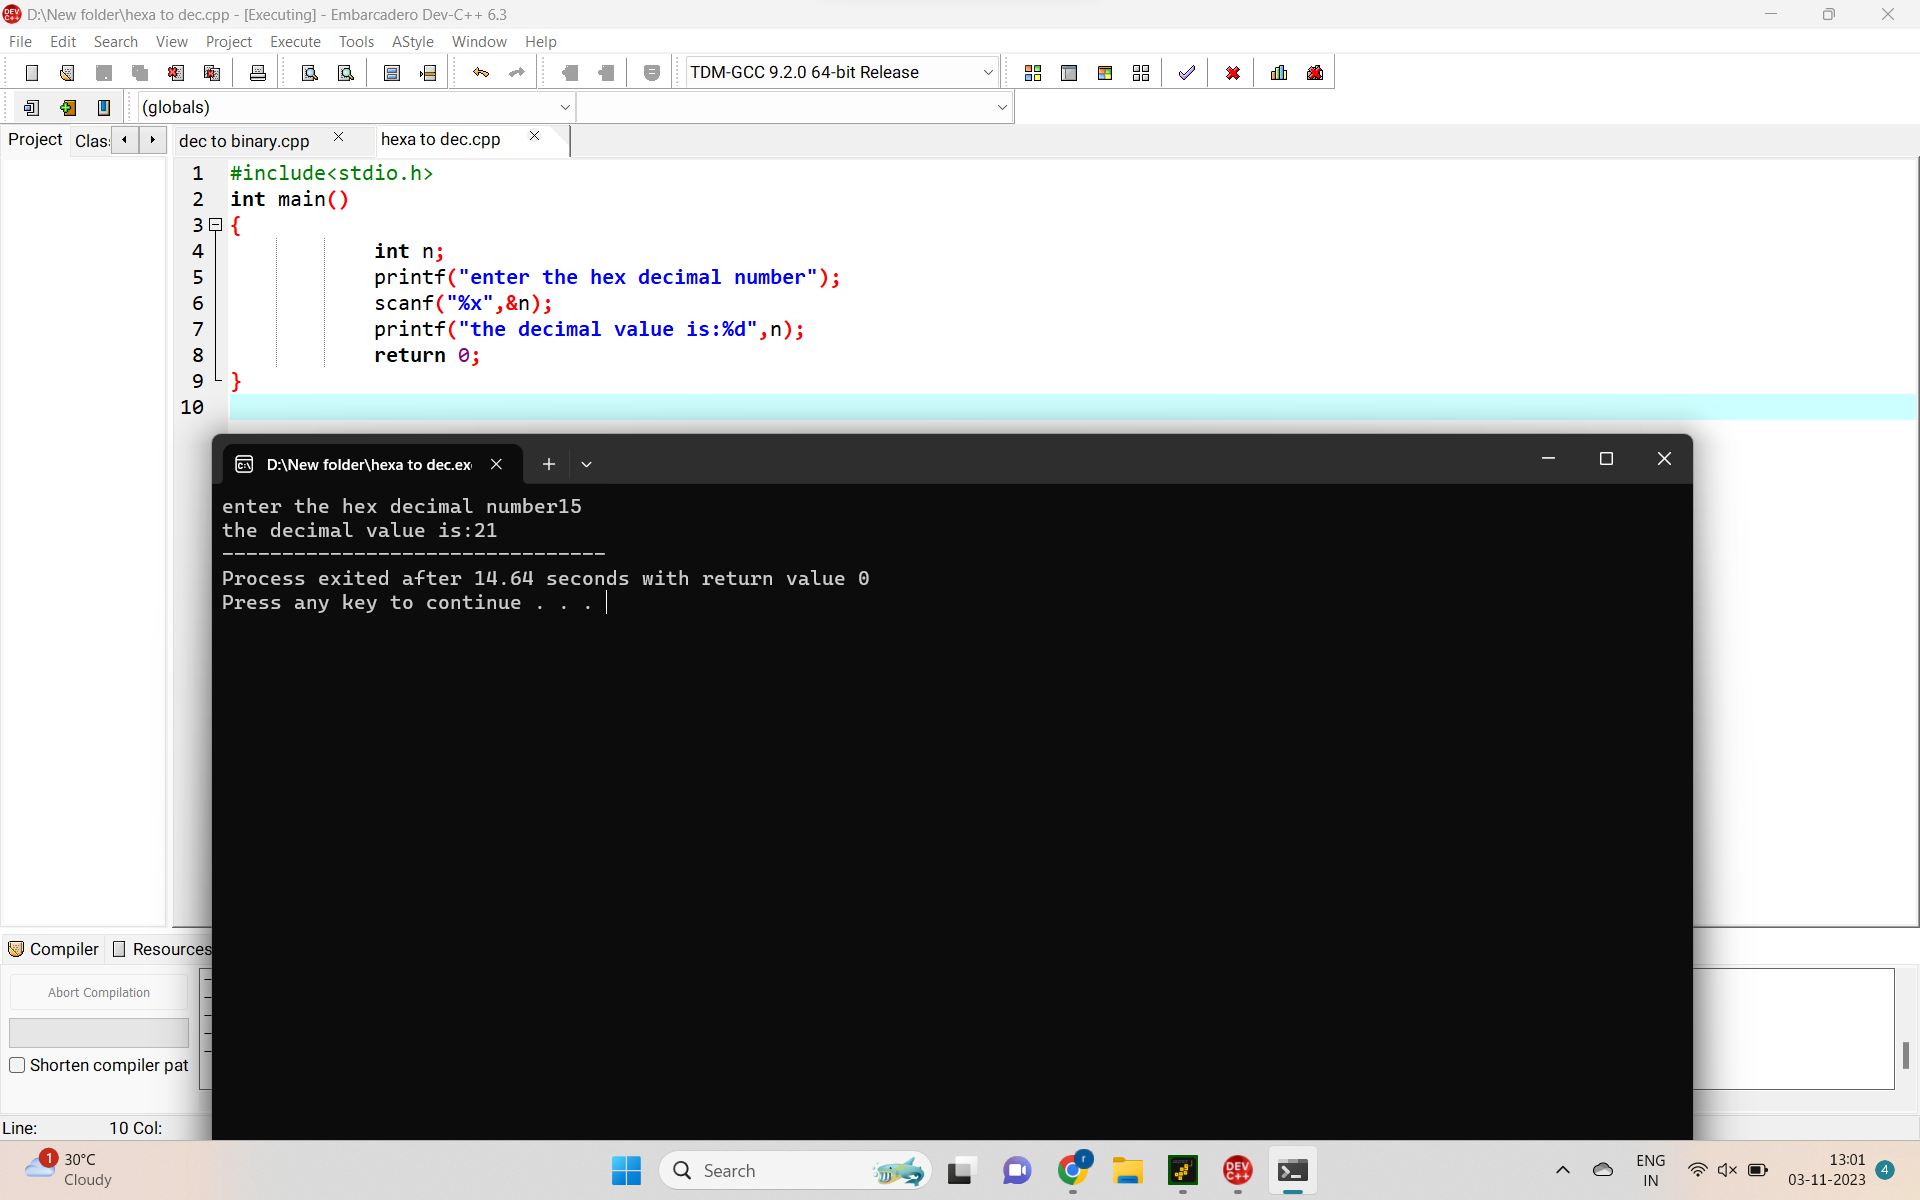 D:\New folder\hexa to dec.cpp - [Executing] - Embarcadero Dev-C++ 6.3
File Edit Search View Project Execute Tools AStyle Window Help
TDM-GCC 9.2.0 64-bit Release
(globals)
Project Clas
dec to binary.cpp hexa to dec.cpp
1 #include<stdio.h>
2 int main()
3 {
4 int n;
5 printf("enter the hex decimal number");
6 scanf("%x",&n);
7 printf("the decimal value is:%d",n);
8 return 0;
9 }
10
D:\New folder\hexa to dec.ex
enter the hex decimal number15
the decimal value is:21
--------------------------------
Process exited after 14.64 seconds with return value 0
Press any key to continue . . .
Compiler Resources
Abort Compilation
Shorten compiler pat
Line: 10 Col:
1
30°C
Cloudy
Search
r
DEV
C++
ENG
IN
13:01
03-11-2023
4